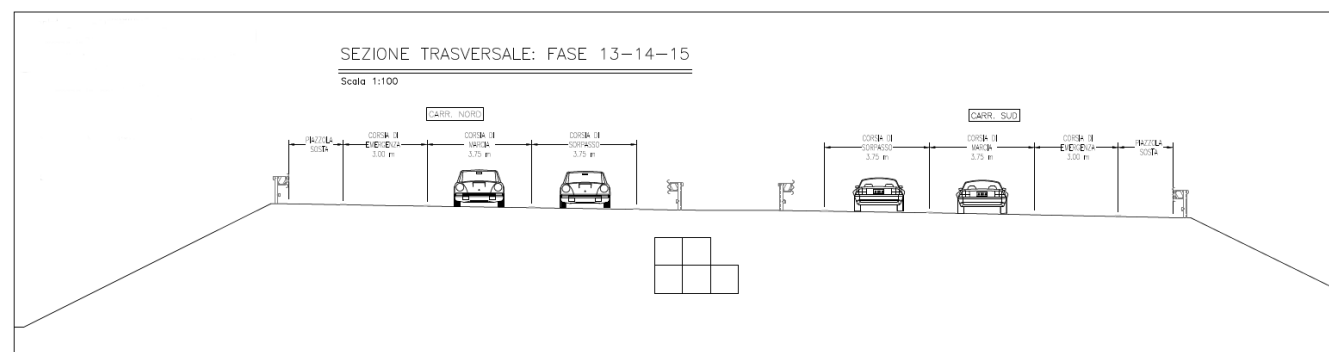 SEZIONE TRASVERSALE: FASE 13-14-15
Scala 1:100
CARR. NORD
CARR. SUD
PIAZZOLA
SOSTA
CORSIA DI
EMERGENZA
3.00 m
CORSIA DI
MARCIA
3.75 m
CORSIA DI
SORPASSO
3.75 m
CORSIA DI
SORPASSO
3.75 m
CORSIA DI
MARCIA
3.75 m
CORSIA DI
EMERGENZA
3.00 m
PIAZZOLA
SOSTA